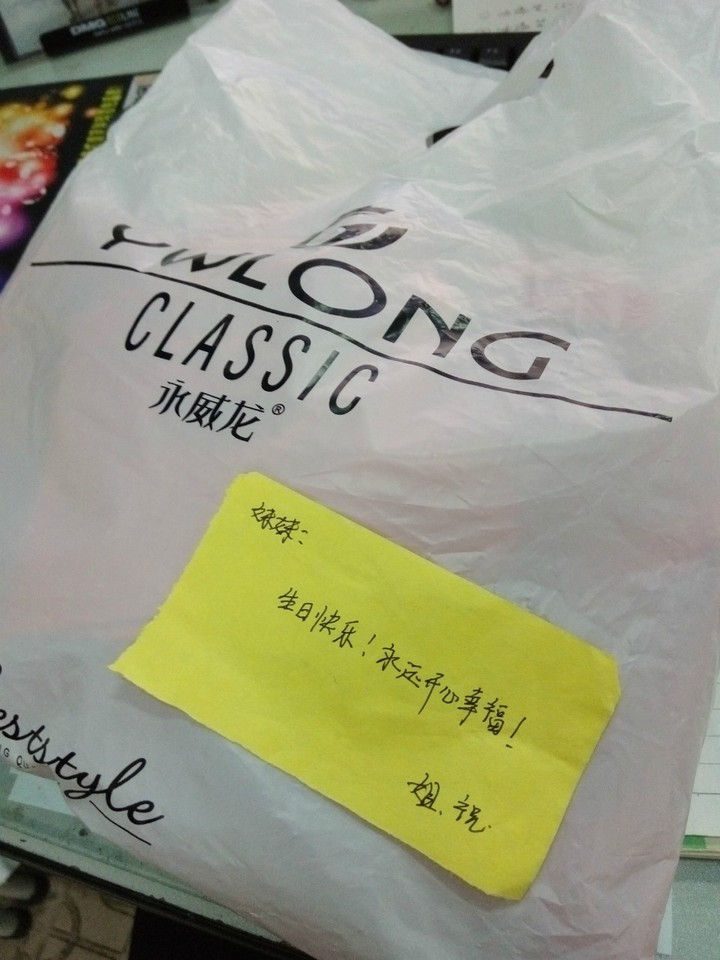 YWLONG
CLASSIC
永威龙®
妹妹：
生日快乐！永远开心幸福！
姐.祝.
eststyle